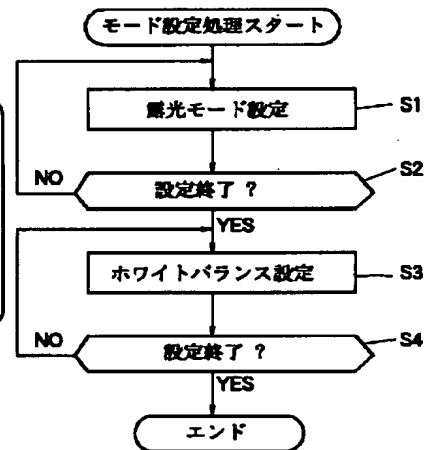 モード設定処理スタート
露光モード設定
S1
S2
NO
設定終了 ?
YES
ホワイトバランス設定
S3
S4
NO
設定終了 ?
YES
エンド